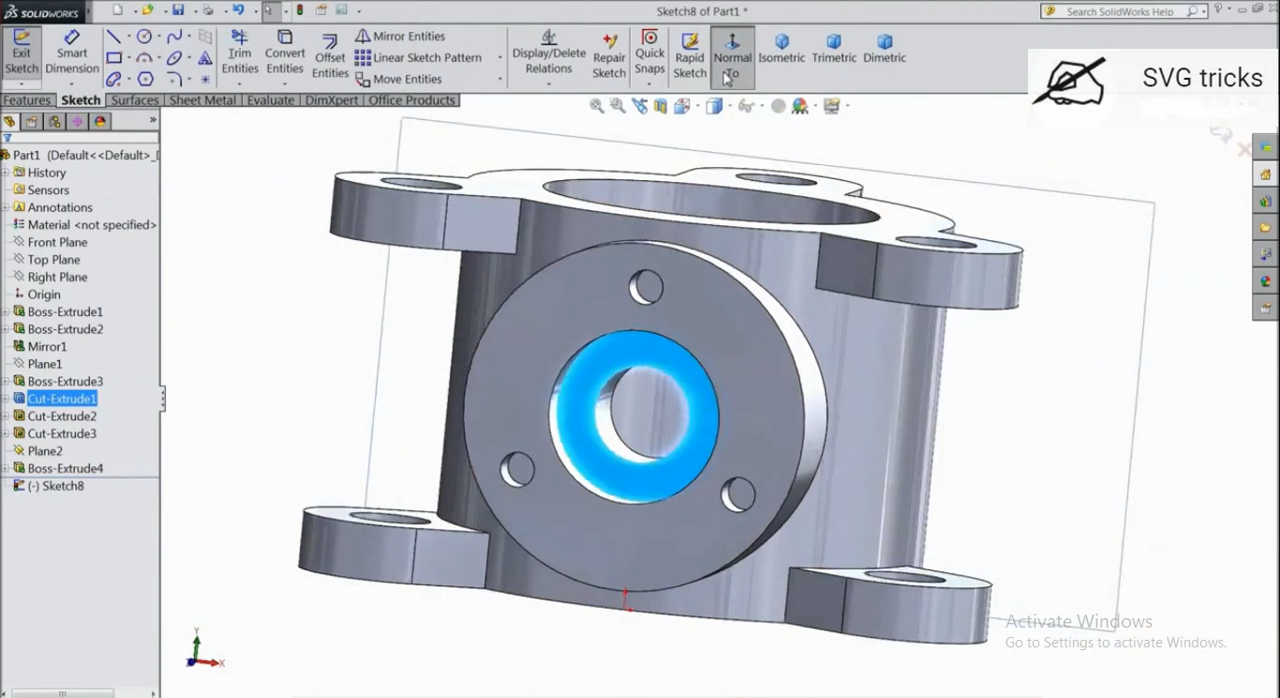 SOLIDWORKS
Sketch8 of Part1 *
Search SolidWorks Help
Exit Sketch
Smart Dimension
Trim Entities
Convert Entities
Offset Entities
Mirror Entities
Linear Sketch Pattern
Move Entities
Display/Delete Relations
Repair Sketch
Quick Snaps
Rapid Sketch
Normal To
Isometric
Trimetric
Dimetric
SVG tricks
Features Sketch Surfaces Sheet Metal Evaluate DimXpert Office Products
Part1 (Default<<Default>_
History
Sensors
Annotations
Material <not specified>
Front Plane
Top Plane
Right Plane
Origin
Boss-Extrude1
Boss-Extrude2
Mirror1
Plane1
Boss-Extrude3
Cut-Extrude1
Cut-Extrude2
Cut-Extrude3
Plane2
Boss-Extrude4
(-) Sketch8
Y
X
Activate Windows
Go to Settings to activate Windows.